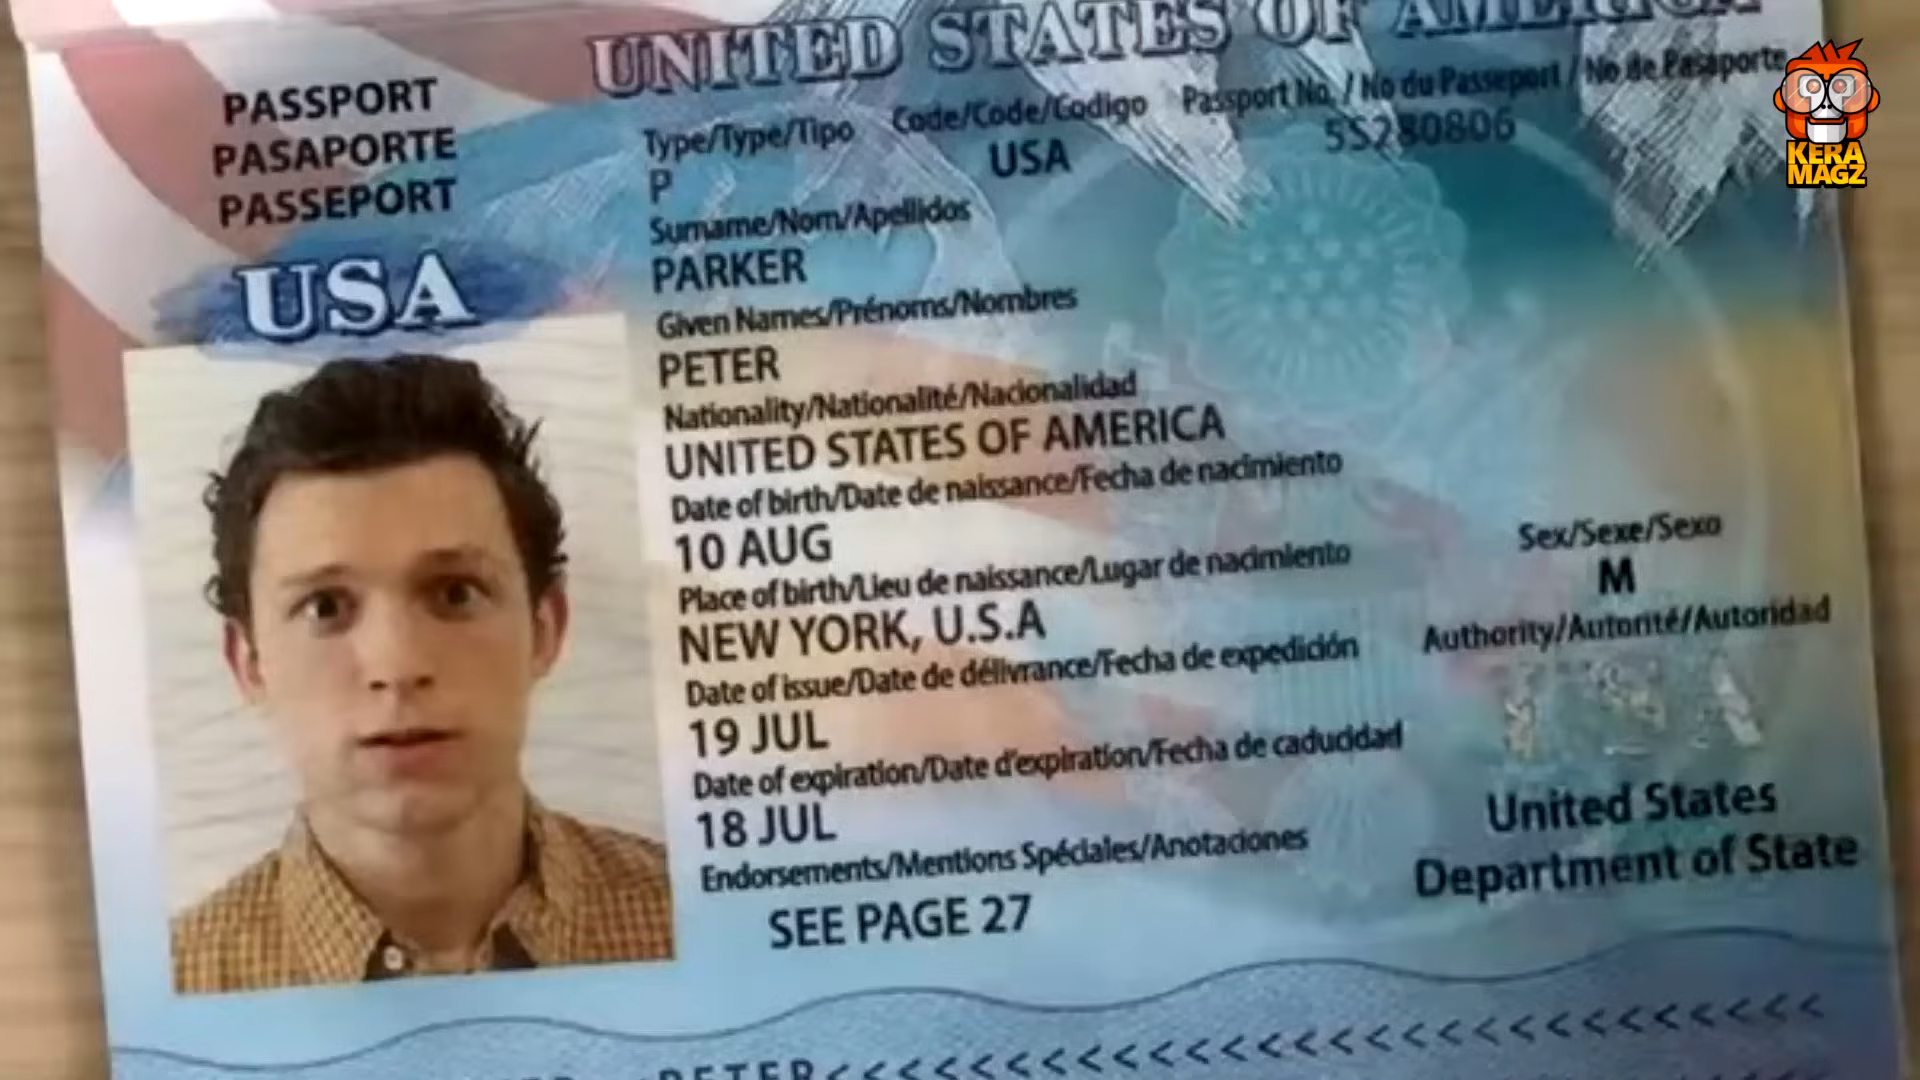 UNITED STATES OF AMERICA
PASSPORT
PASAPORTE
PASSEPORT
USA
Type/Type/Tipo
P
Code/Code/Codigo
USA
Passport No. / No du Passeport / No de Pasaporte
Surname/Nom/Apellidos
PARKER
Given Names/Prénoms/Nombres
PETER
Nationality/Nationalité/Nacionalidad
UNITED STATES OF AMERICA
Date of birth/Date de naissance/Fecha de nacimiento
10 AUG
Place of birth/Lieu de naissance/Lugar de nacimiento
NEW YORK, U.S.A
Sex/Sexe/Sexo
M
Date of issue/Date de délivrance/Fecha de expedición
19 JUL
Authority/Autorité/Autoridad
USA
Date of expiration/Date d'expiration/Fecha de caducidad
18 JUL
United States
Department of State
Endorsements/Mentions Spéciales/Anotaciones
SEE PAGE 27
PETER<<<<<<<<<<<<<<<<<<<<<<<<<<
KERA
MAGZ